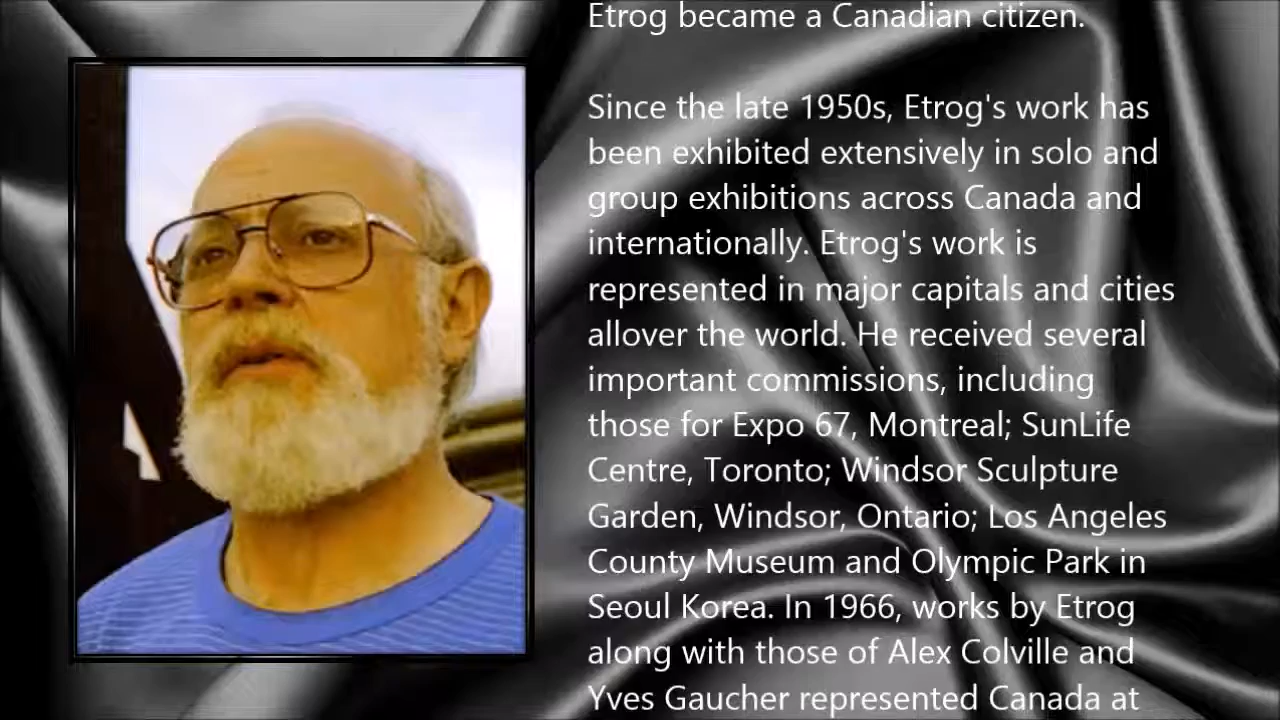 Etrog became a Canadian citizen.
Since the late 1950s, Etrog's work has
been exhibited extensively in solo and
group exhibitions across Canada and
internationally. Etrog's work is
represented in major capitals and cities
allover the world. He received several
important commissions, including
those for Expo 67, Montreal; SunLife
Centre, Toronto; Windsor Sculpture
Garden, Windsor, Ontario; Los Angeles
County Museum and Olympic Park in
Seoul Korea. In 1966, works by Etrog
along with those of Alex Colville and
Yves Gaucher represented Canada at